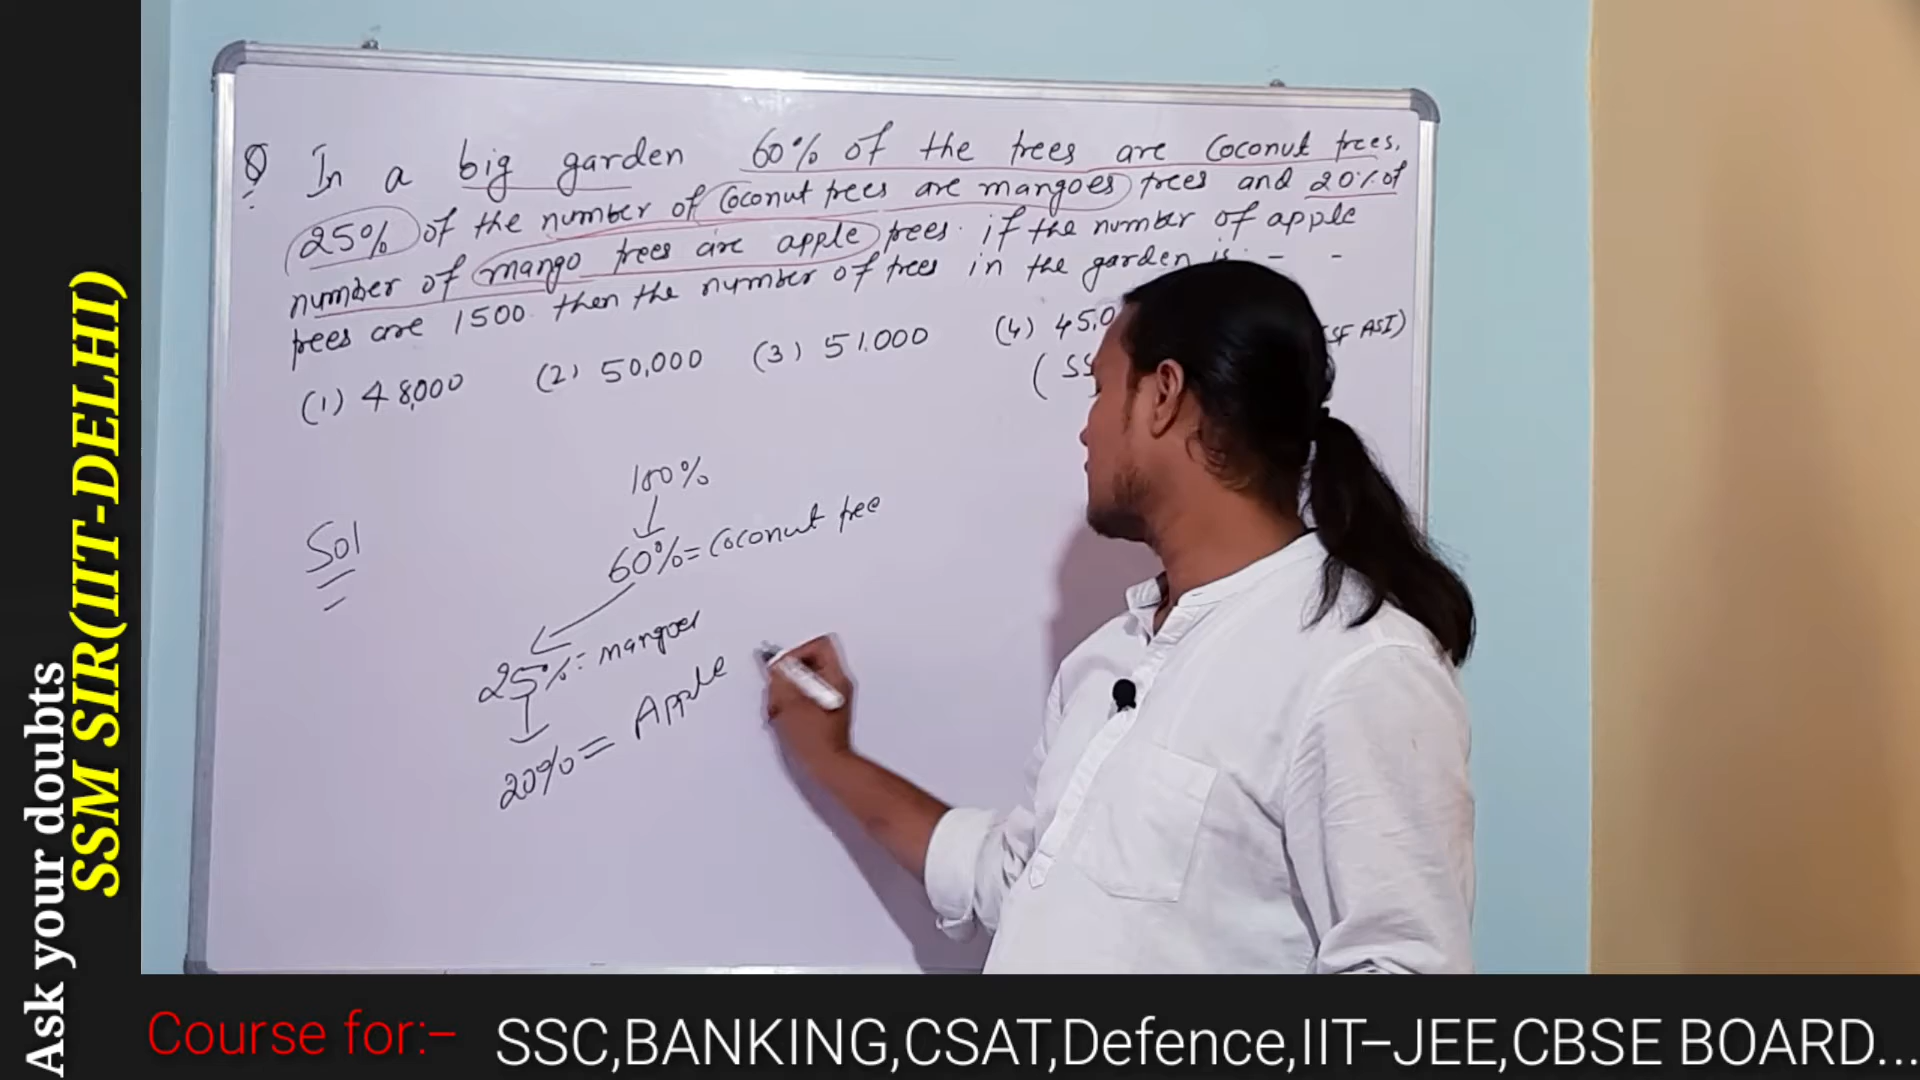 Q In a big garden 60% of the trees are coconut trees.
25% of the number of coconut trees are mangoes trees and 20% of
number of mango trees are apple trees. if the number of apple
trees are 1500. then the number of trees in the garden is - -
(1) 48,000 (2) 50,000 (3) 51.000 (4) 45,0
(SS SF ASI)
100%
Sol
60% = Coconut tree
25% = mangoes
20% = Apple
Ask your doubts
SSM SIR(IIT-DELHI)
Course for:− SSC,BANKING,CSAT,Defence,IIT−JEE,CBSE BOARD...